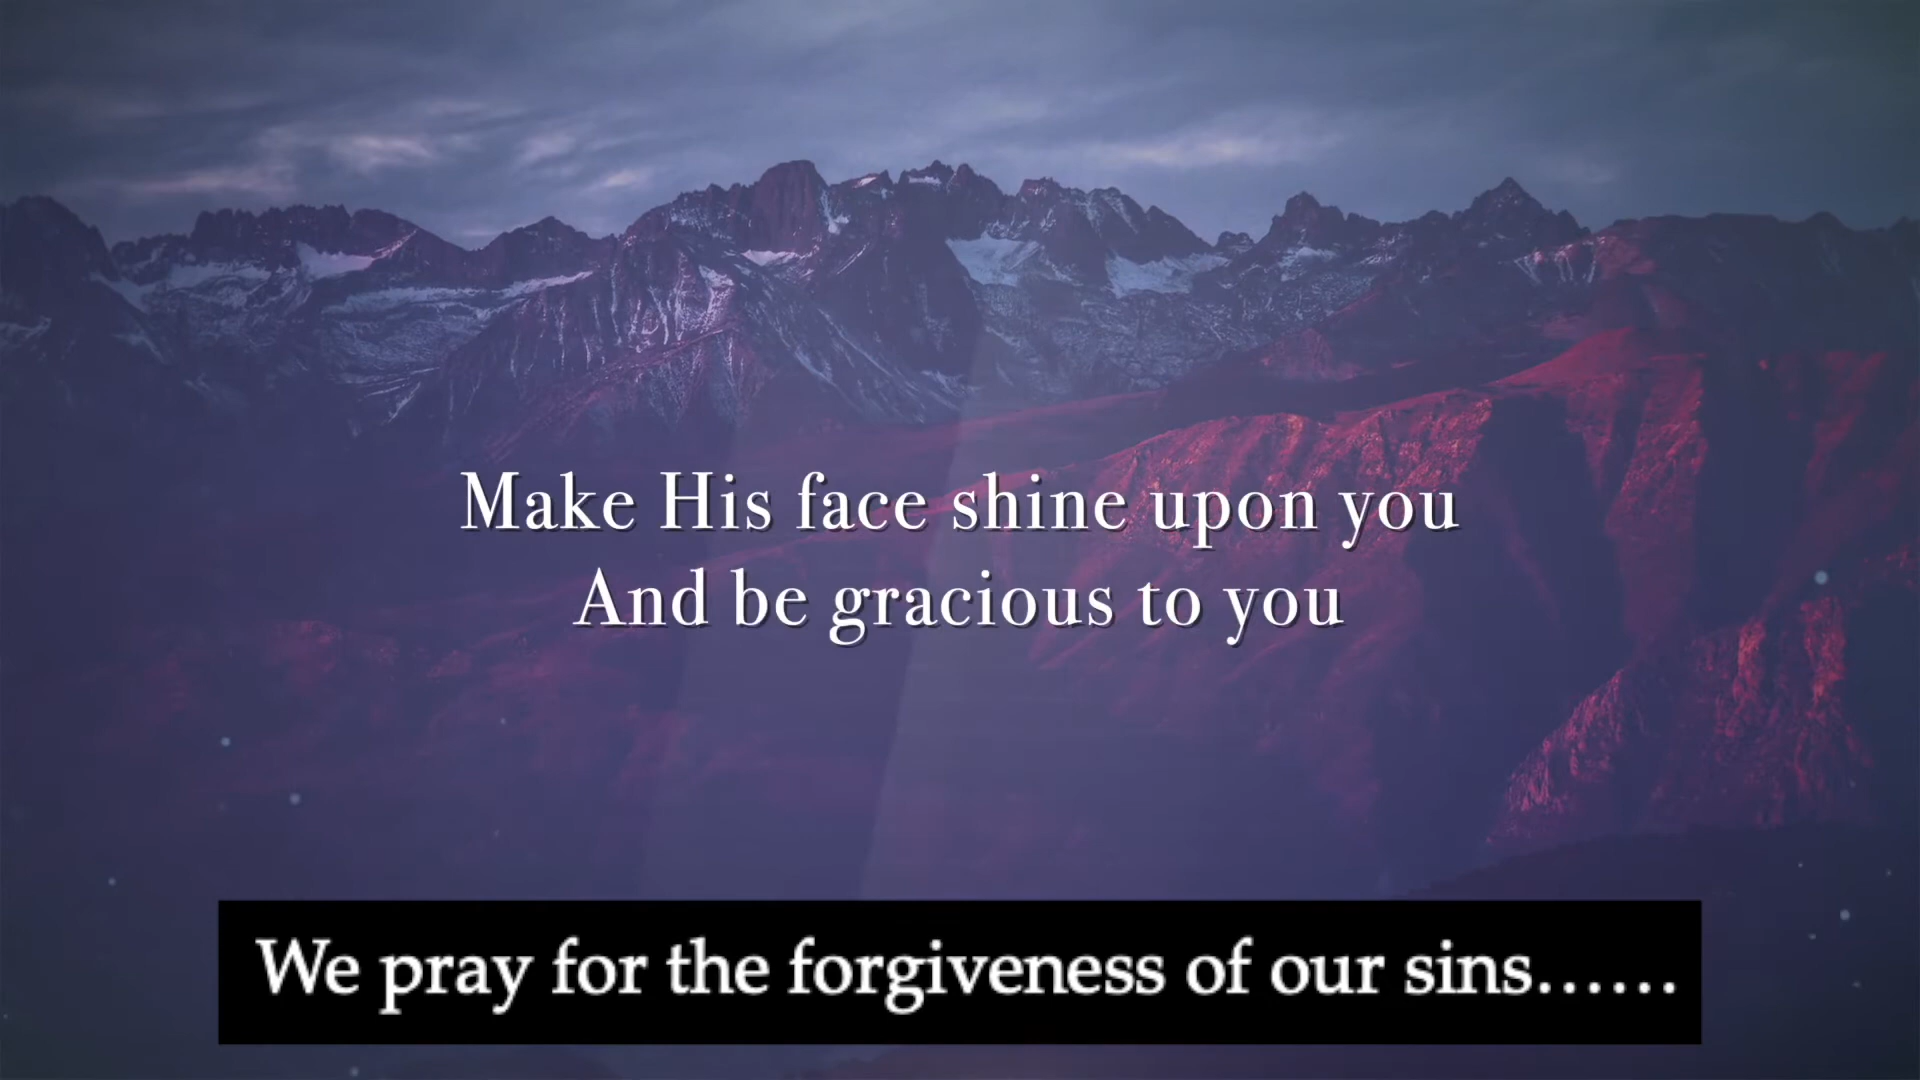 Make His face shine upon you
And be gracious to you
We pray for the forgiveness of our sins......